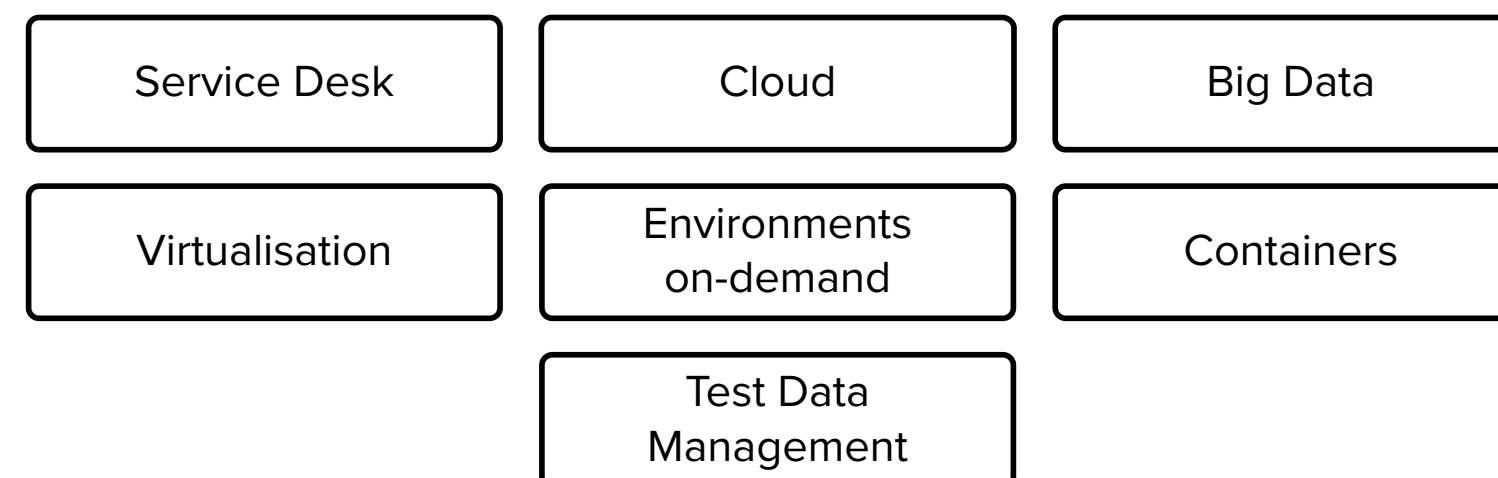 Service Desk
Cloud
Big Data
Virtualisation
Environments
on-demand
Containers
Test Data
Management